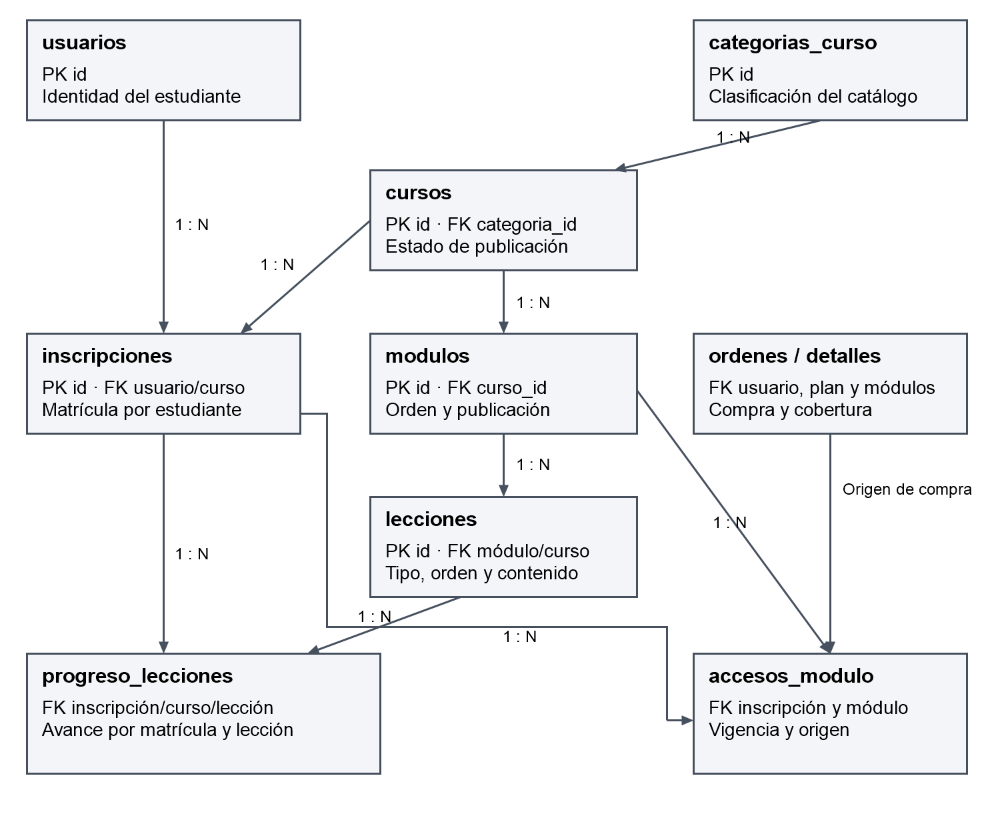 usuarios
PK id
Identidad del estudiante
categorias_curso
PK id
Clasificación del catálogo
1 : N
cursos
PK id · FK categoria_id
Estado de publicación
1 : N
1 : N
1 : N
inscripciones
PK id · FK usuario/curso
Matrícula por estudiante
modulos
PK id · FK curso_id
Orden y publicación
ordenes / detalles
FK usuario, plan y módulos
Compra y cobertura
1 : N
Origen de compra
1 : N
lecciones
PK id · FK módulo/curso
Tipo, orden y contenido
1 : N
1 : N
1 : N
progreso_lecciones
FK inscripción/curso/lección
Avance por matrícula y lección
accesos_modulo
FK inscripción y módulo
Vigencia y origen